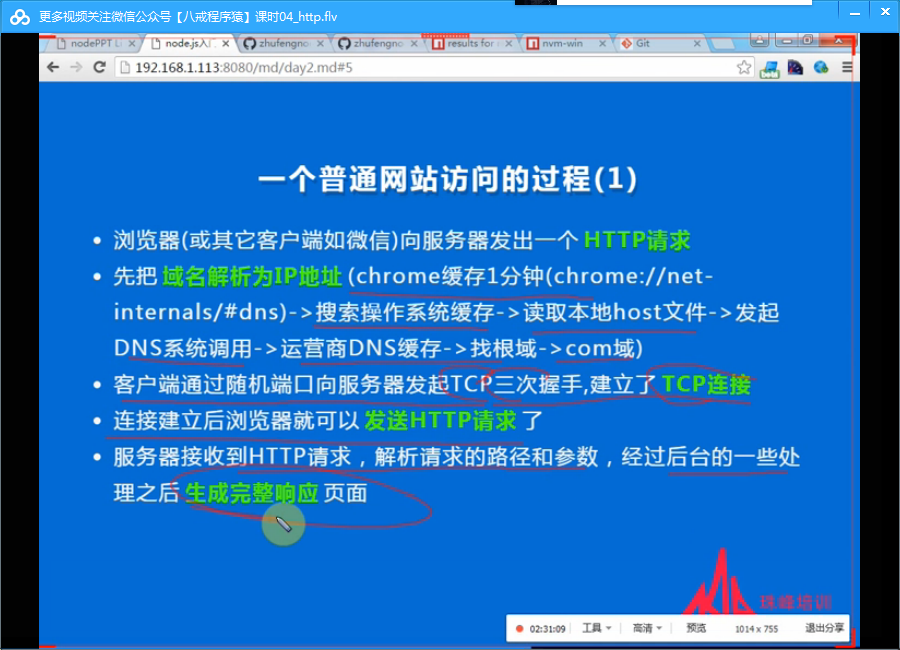 更多视频关注微信公众号【八戒程序猿】课时04_http.flv
nodePPT Li
node.js入门
zhufengno
zhufengno
results for
nvm-win
Git
192.168.1.113:8080/md/day2.md#5
一个普通网站访问的过程(1)
浏览器(或其它客户端如微信)向服务器发出一个 HTTP请求
先把 域名解析为IP地址 (chrome缓存1分钟(chrome://net-
internals/#dns)->搜索操作系统缓存->读取本地host文件->发起
DNS系统调用->运营商DNS缓存->找根域->com域)
客户端通过随机端口向服务器发起TCP三次握手,建立了 TCP连接
连接建立后浏览器就可以 发送HTTP请求 了
服务器接收到HTTP请求，解析请求的路径和参数，经过后台的一些处
理之后 生成完整响应 页面
珠峰培训
02:31:09 工具 高清 预览 1014 x 755 退出分享